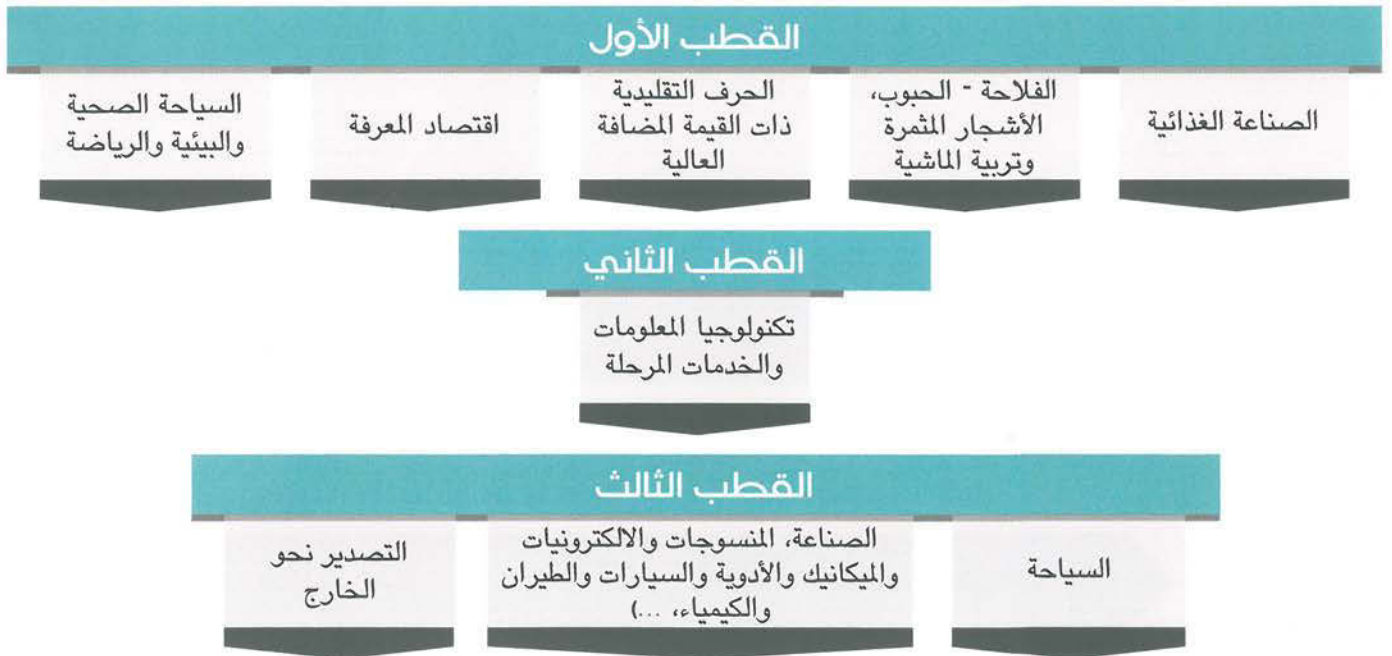 القطب الأول
الصناعة الغذائية
الفلاحة - الحبوب،
الأشجار المثمرة
وتربية الماشية
الحرف التقليدية
ذات القيمة المضافة
العالية
اقتصاد المعرفة
السياحة الصحية
والبيئية والرياضة
القطب الثاني
تكنولوجيا المعلومات
والخدمات المرحلة
القطب الثالث
السياحة
الصناعة، المنسوجات والالكترونيات
والميكانيك والأدوية والسيارات والطيران
والكيمياء، ...)
التصدير نحو
الخارج